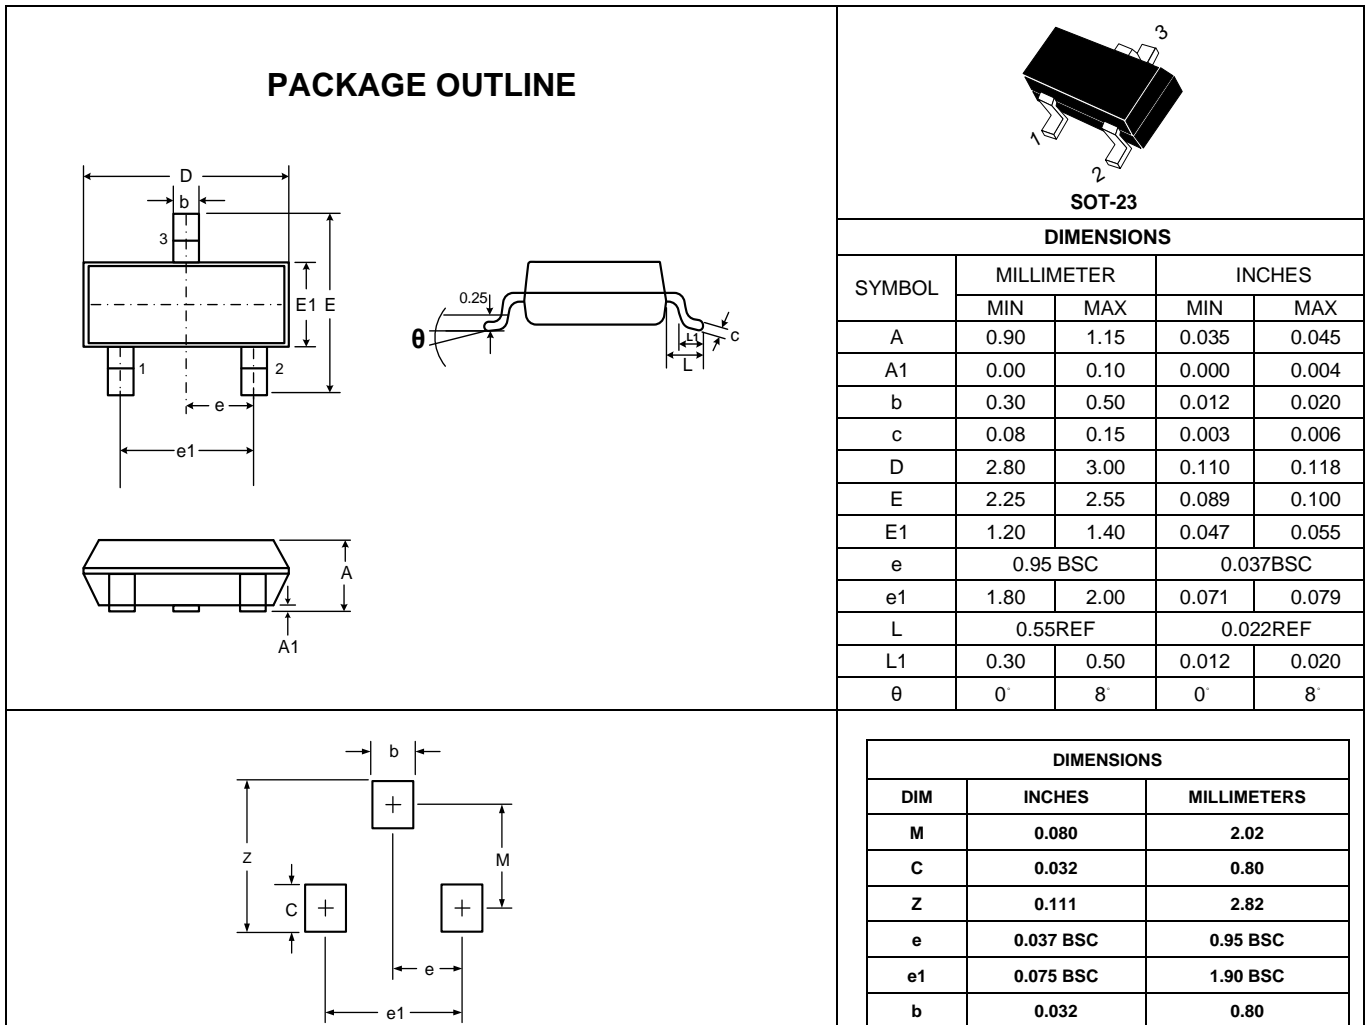 PACKAGE OUTLINE
D
b
3
E1 E
1
2
e
e1
A
A1
0.25
θ
L1
L
c
3
1
2
SOT-23
DIMENSIONS
SYMBOL MILLIMETER INCHES
MIN MAX MIN MAX
A 0.90 1.15 0.035 0.045
A1 0.00 0.10 0.000 0.004
b 0.30 0.50 0.012 0.020
c 0.08 0.15 0.003 0.006
D 2.80 3.00 0.110 0.118
E 2.25 2.55 0.089 0.100
E1 1.20 1.40 0.047 0.055
e 0.95 BSC 0.037BSC
e1 1.80 2.00 0.071 0.079
L 0.55REF 0.022REF
L1 0.30 0.50 0.012 0.020
θ 0° 8° 0° 8°
b
Z
M
C
e
e1
DIMENSIONS
DIM INCHES MILLIMETERS
M 0.080 2.02
C 0.032 0.80
Z 0.111 2.82
e 0.037 BSC 0.95 BSC
e1 0.075 BSC 1.90 BSC
b 0.032 0.80